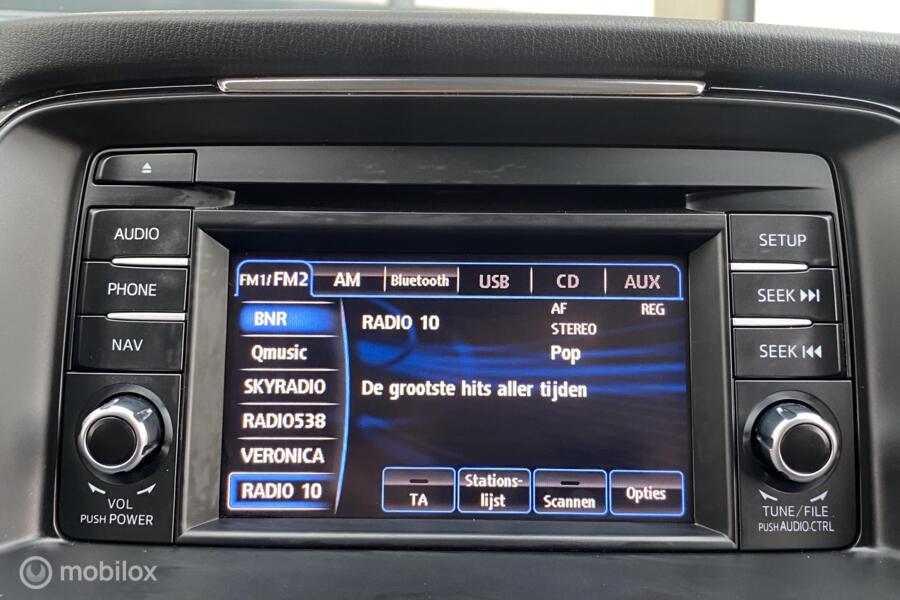 AUDIO
PHONE
NAV
VOL
PUSH POWER
FM1/FM2 AM Bluetooth USB CD AUX
BNR
Qmusic
SKYRADIO
RADIO538
VERONICA
RADIO 10
RADIO 10
AF REG
STEREO
Pop
De grootste hits aller tijden
TA
Stations-
lijst
Scannen
Opties
SETUP
SEEK
SEEK
TUNE/FILE
PUSH AUDIO-CTRL
mobilox